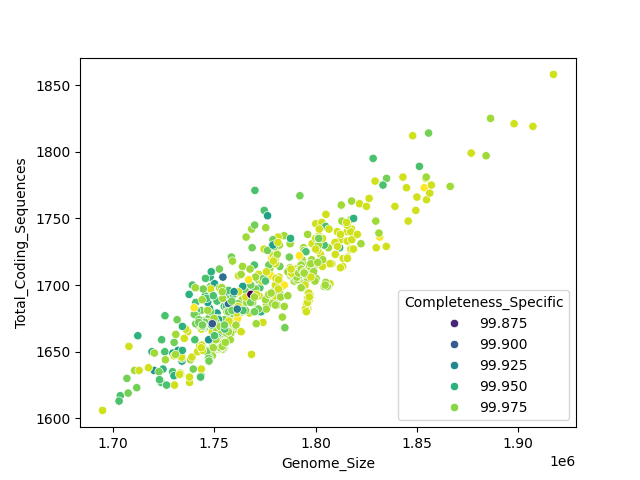 1850
1800
1750
1700
1650
1600
Total_Coding_Sequences
Completeness_Specific
99.875
99.900
99.925
99.950
99.975
1.70 1.75 1.80 1.85 1.90
Genome_Size
1e6